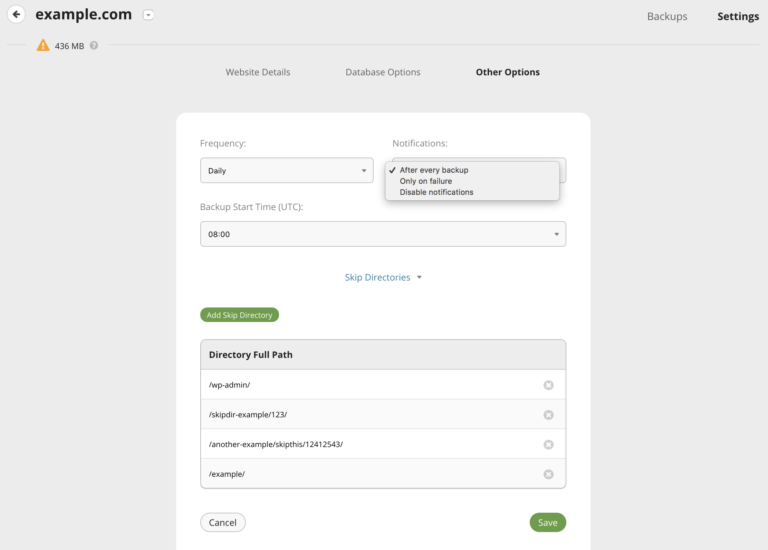 example.com
Backups
Settings
436 MB
Website Details
Database Options
Other Options
Frequency:
Notifications:
Daily
✓ After every backup
Only on failure
Disable notifications
Backup Start Time (UTC):
08:00
Skip Directories
Add Skip Directory
Directory Full Path
/wp-admin/
/skipdir-example/123/
/another-example/skipthis/12412543/
/example/
Cancel
Save